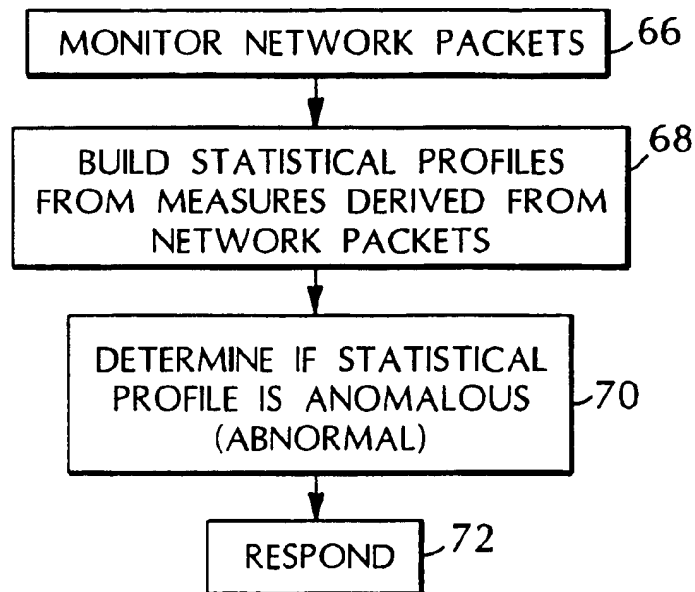 MONITOR NETWORK PACKETS
66
BUILD STATISTICAL PROFILES
FROM MEASURES DERIVED FROM
NETWORK PACKETS
68
DETERMINE IF STATISTICAL
PROFILE IS ANOMALOUS
(ABNORMAL)
70
RESPOND
72